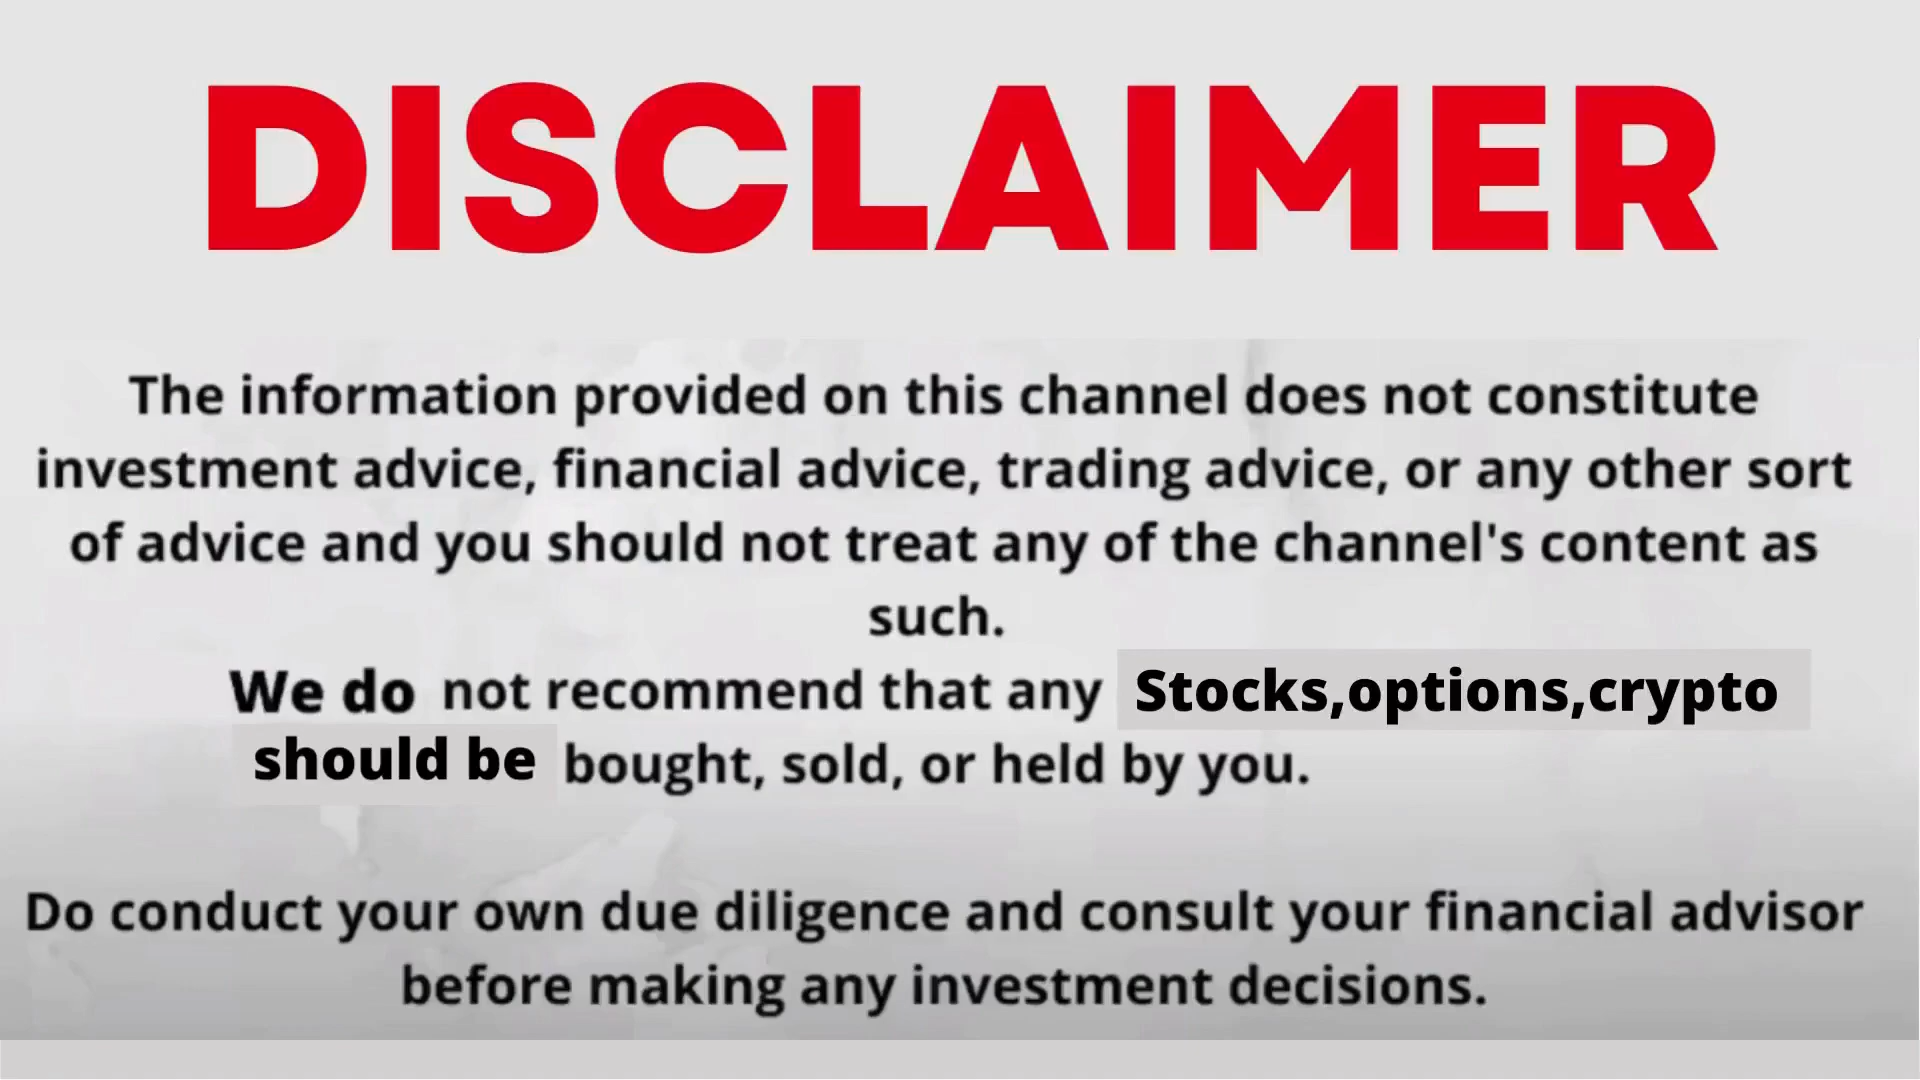 DISCLAIMER
The information provided on this channel does not constitute
investment advice, financial advice, trading advice, or any other sort
of advice and you should not treat any of the channel's content as
such.
We do not recommend that any Stocks,options,crypto
should be bought, sold, or held by you.
Do conduct your own due diligence and consult your financial advisor
before making any investment decisions.